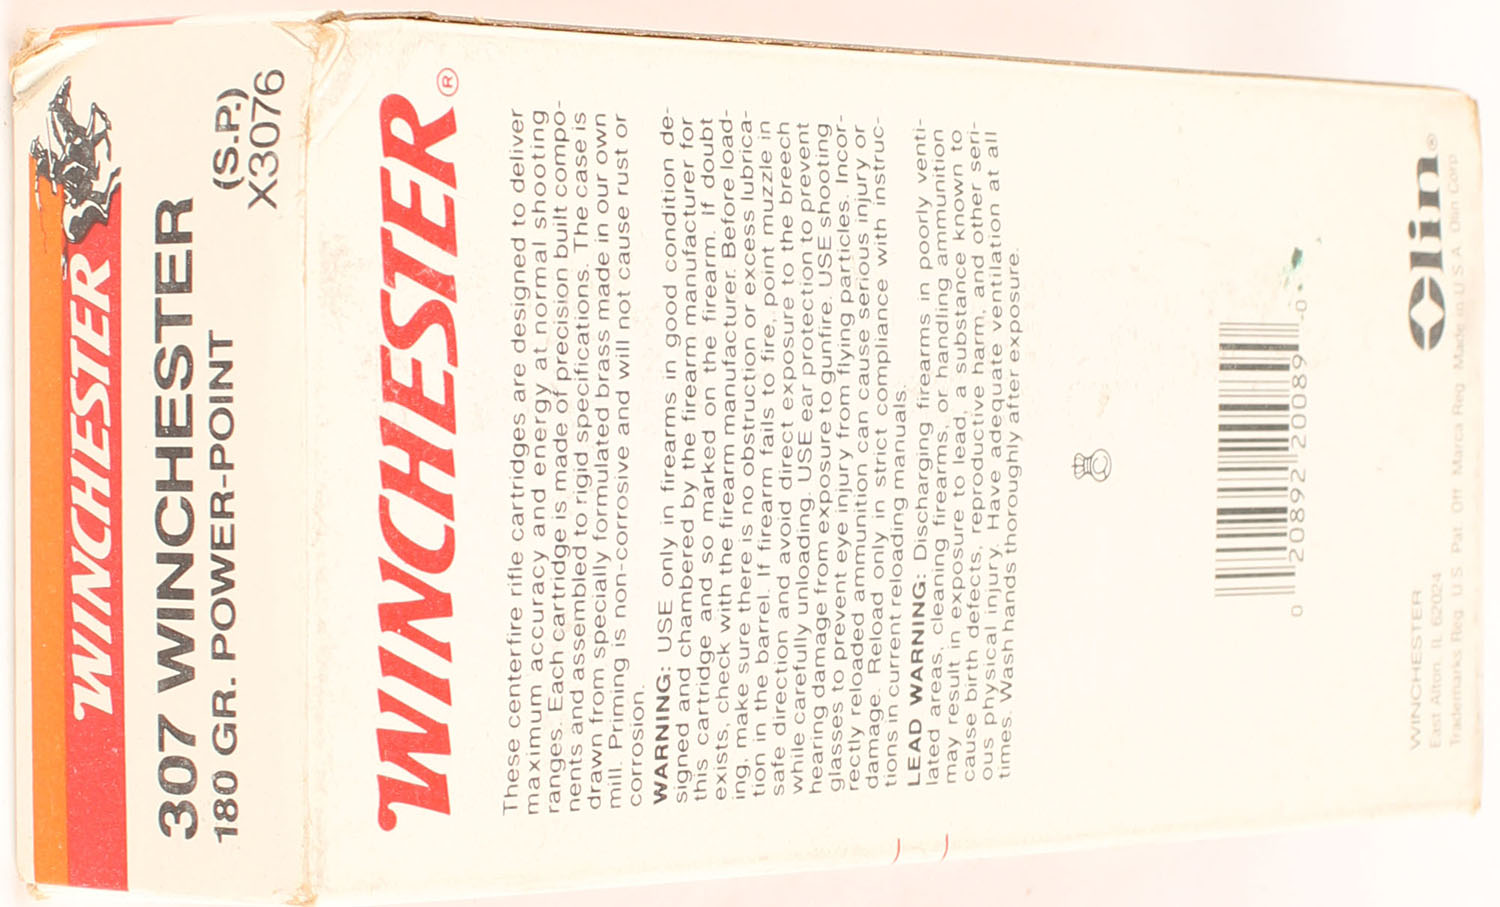 WINCHESTER
307 WINCHESTER
180 GR. POWER-POINT (S.P.)
X3076
WINCHESTER®
These centerfire rifle cartridges are designed to deliver
maximum accuracy and energy at normal shooting
ranges. Each cartridge is made of precision built compo-
nents and assembled to rigid specifications. The case is
drawn from specially formulated brass made in our own
mill. Priming is non-corrosive and will not cause rust or
corrosion.
WARNING: USE only in firearms in good condition de-
signed and chambered by the firearm manufacturer for
this cartridge and so marked on the firearm. If doubt
exists, check with the firearm manufacturer. Before load-
ing, make sure there is no obstruction or excess lubrica-
tion in the barrel. If firearm fails to fire, point muzzle in
safe direction and avoid direct exposure to the breech
while carefully unloading. USE ear protection to prevent
hearing damage from exposure to gunfire. USE shooting
glasses to prevent eye injury from flying particles. Incor-
rectly reloaded ammunition can cause serious injury or
damage. Reload only in strict compliance with instruc-
tions in current reloading manuals.
LEAD WARNING: Discharging firearms in poorly venti-
lated areas, cleaning firearms, or handling ammunition
may result in exposure to lead, a substance known to
cause birth defects, reproductive harm, and other seri-
ous physical injury. Have adequate ventilation at all
times. Wash hands thoroughly after exposure.
0 20892 20089 0
WINCHESTER
East Alton, IL 62024
Trademarks Reg. U S Pat. Off Marca Reg. Made in U S A Olin Corp
Olin®